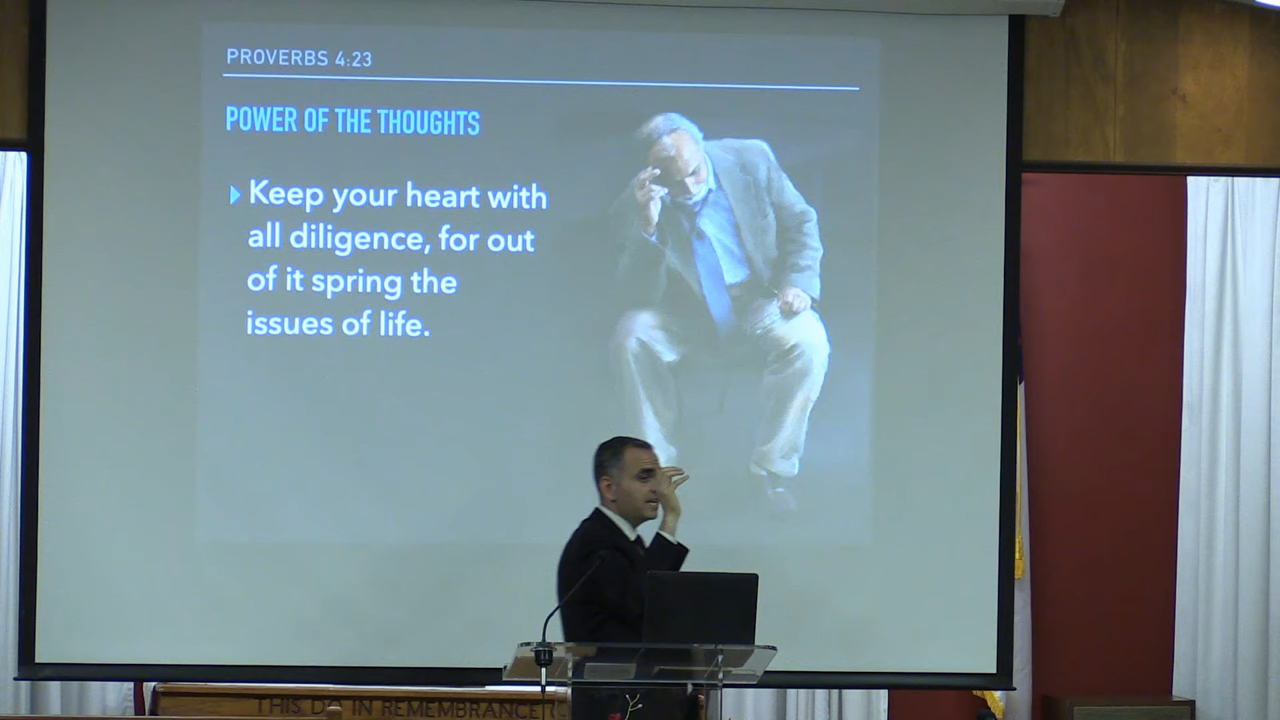 PROVERBS 4:23
POWER OF THE THOUGHTS
Keep your heart with
all diligence, for out
of it spring the
issues of life.
THIS DO IN REMEMBRANCE